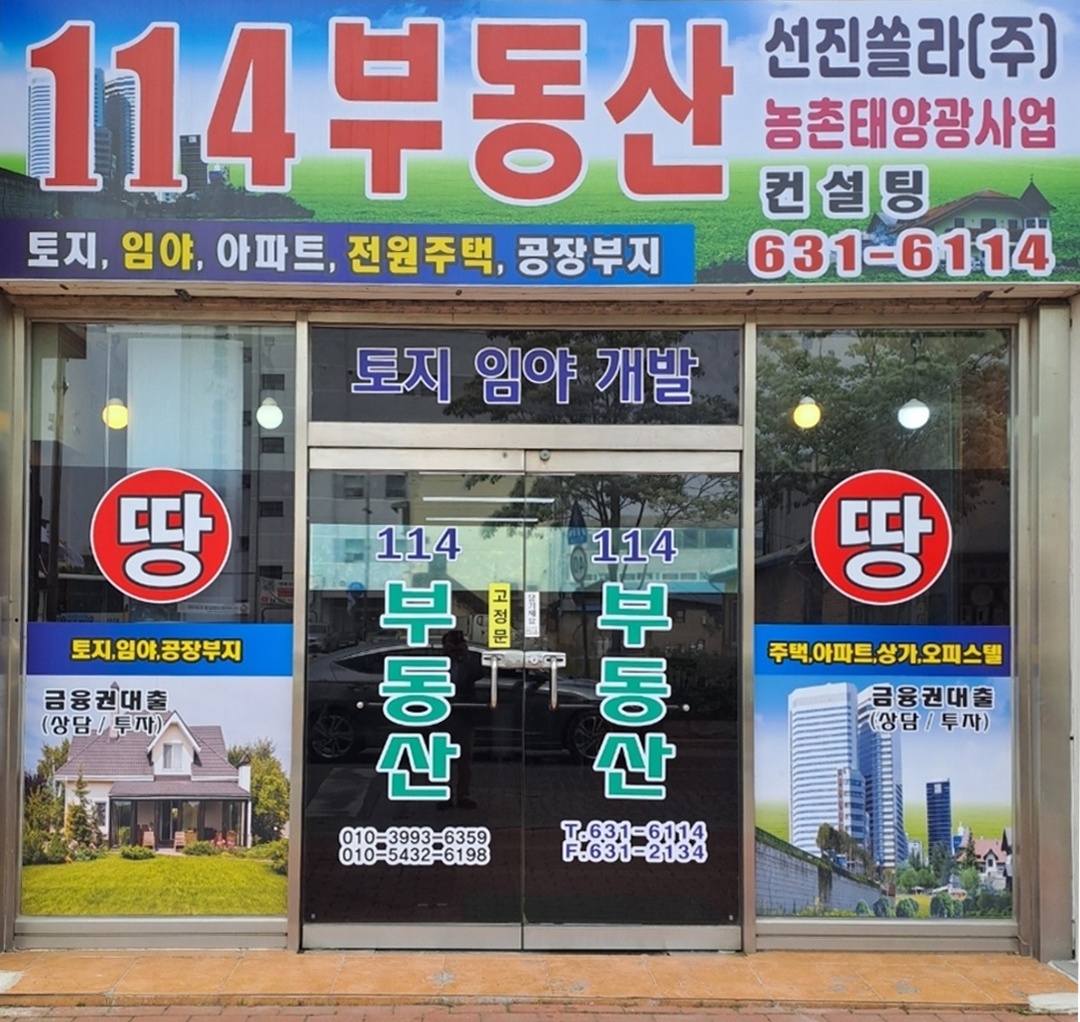 114부동산
선진쏠라(주)
농촌태양광사업
컨설팅
631-6114
토지, 임야, 아파트, 전원주택, 공장부지
토지 임야 개발
땅
토지,임야,공장부지
금융권대출
(상담 / 투자)
114
부동산
010-3993-6359
010-5432-6198
고정문
114
부동산
T.631-6114
F.631-2134
땅
주택,아파트,상가,오피스텔
금융권대출
(상담 / 투자)